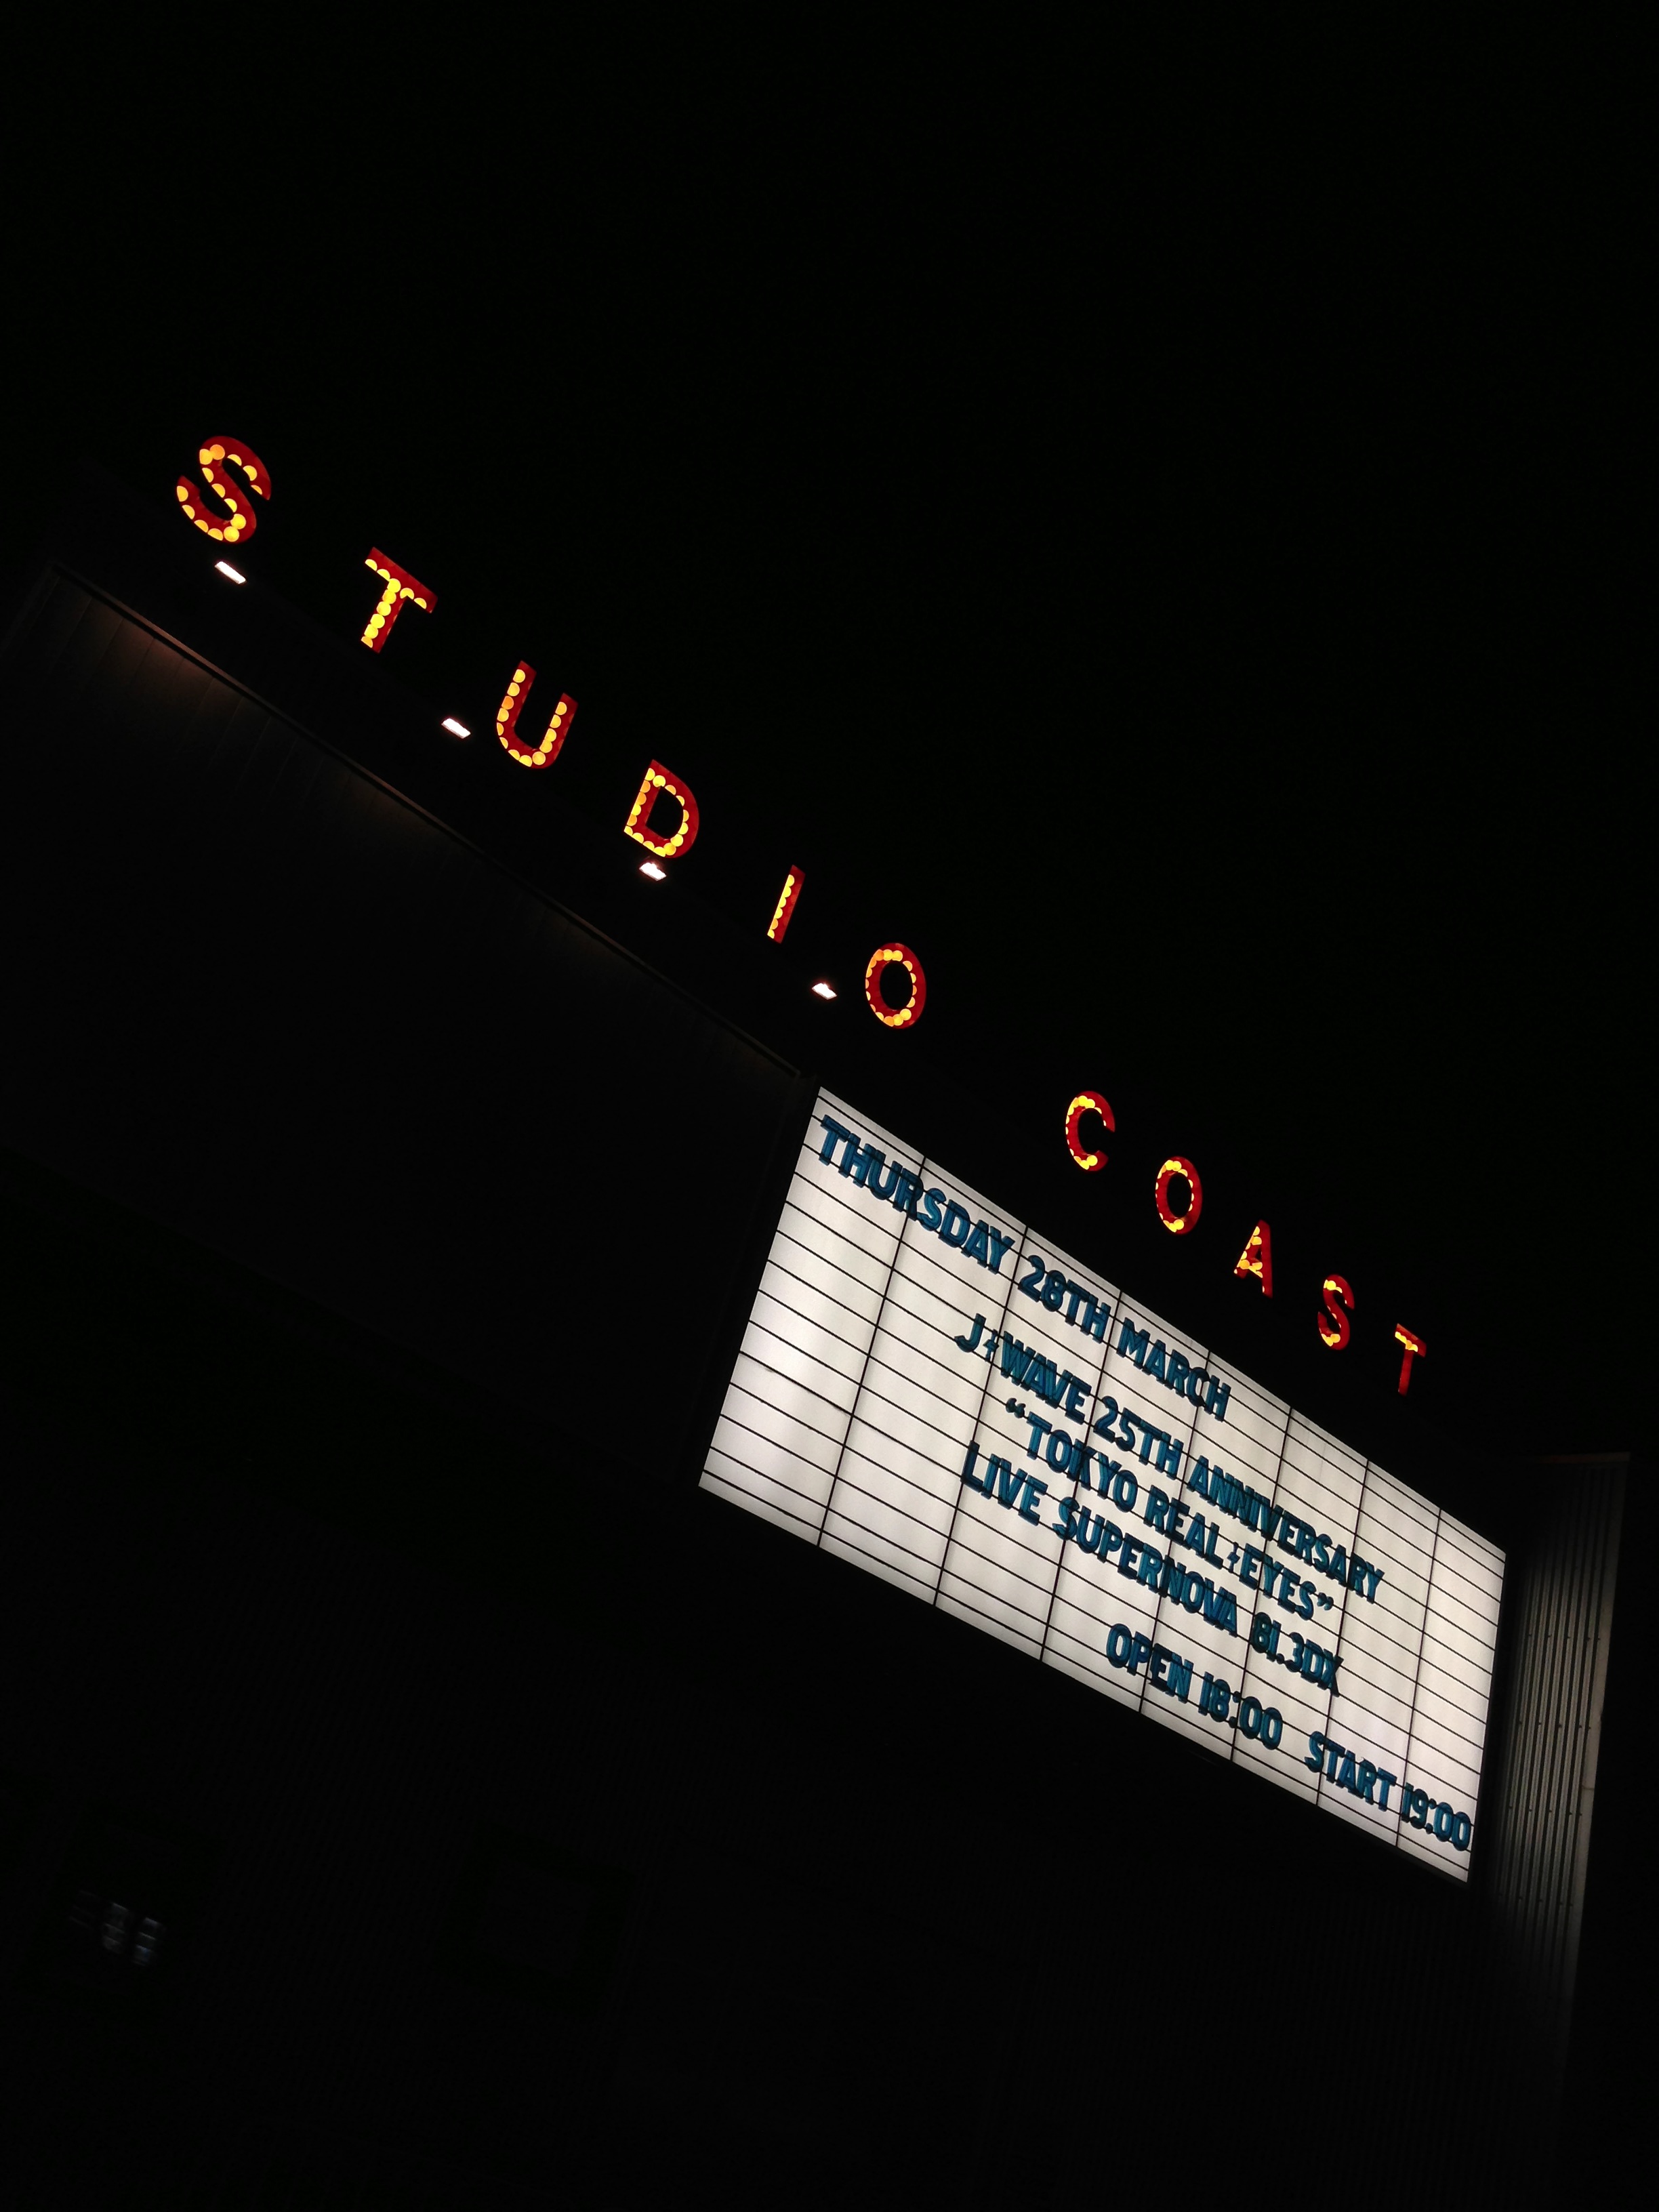 STUDIO COAST
THURSDAY 28TH MARCH
J-WAVE 25TH ANNIVERSARY
“TOKYO REAL-EYES”
LIVE SUPERNOVA 81.3DX
OPEN 18:00 START 19:00